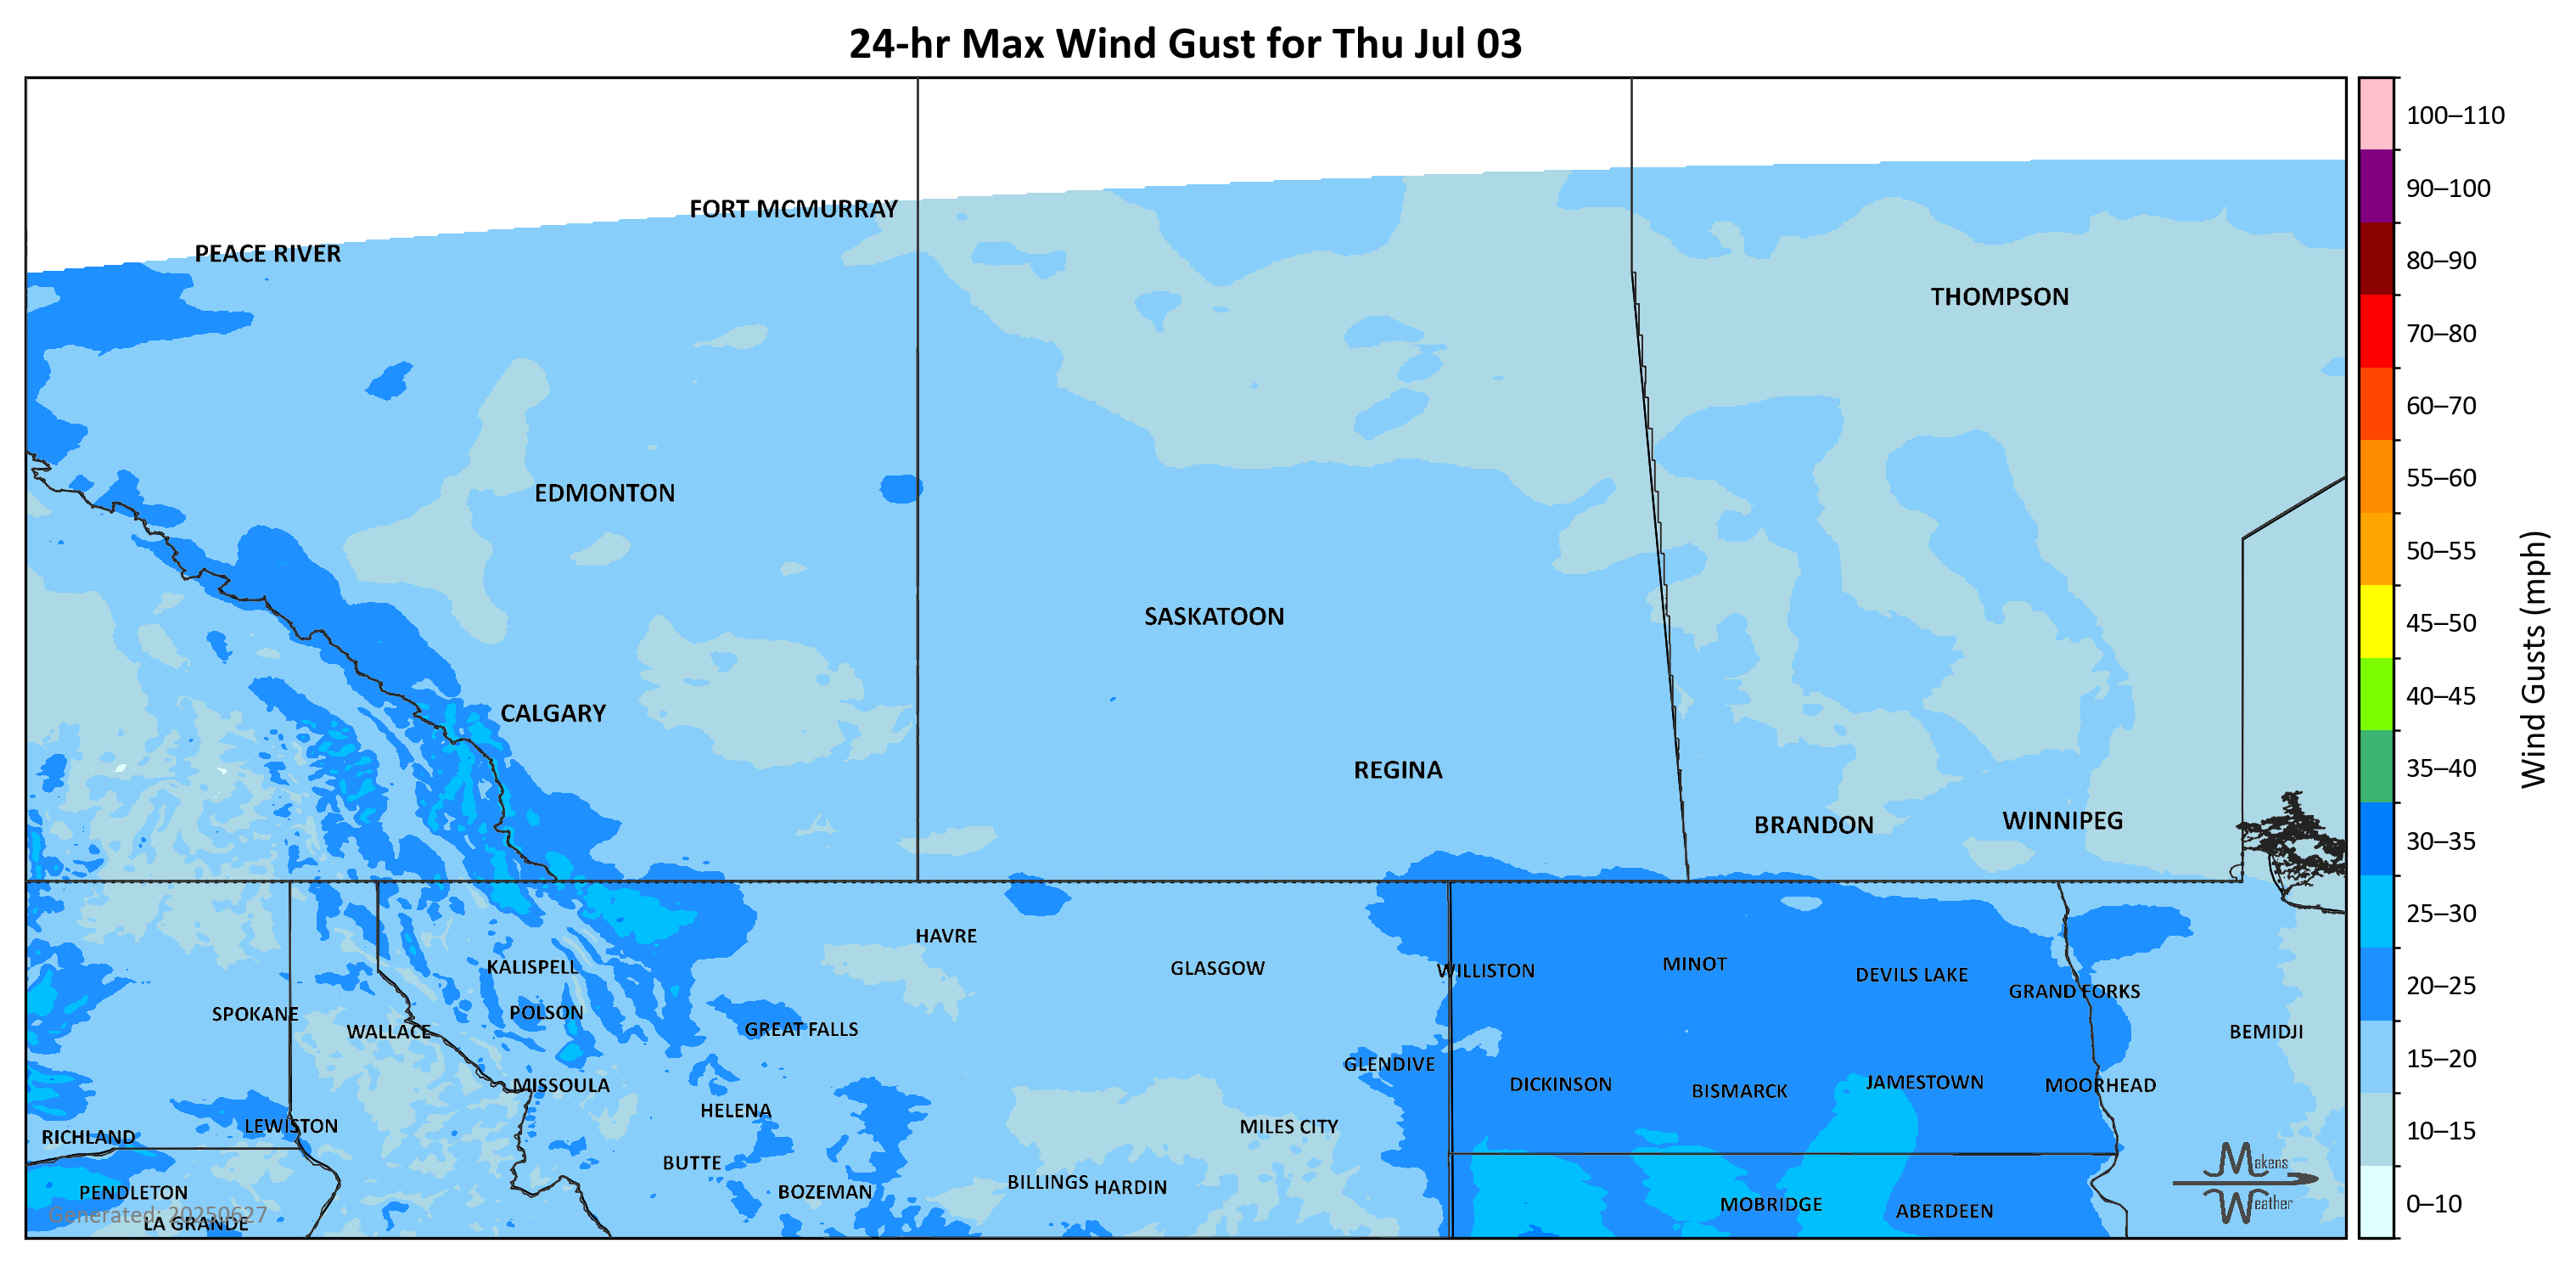 24-hr Max Wind Gust for Thu Jul 03
100–110
FORT MCMURRAY
90–100
PEACE RIVER
80–90
THOMPSON
70–80
60–70
EDMONTON
55–60
50–55
SASKATOON
45–50
Wind Gusts (mph)
CALGARY
40–45
REGINA
35–40
BRANDON
WINNIPEG
30–35
HAVRE
25–30
KALISPELL
GLASGOW
WILLISTON
MINOT
DEVILS LAKE
GRAND FORKS
20–25
SPOKANE
POLSON
WALLACE
GREAT FALLS
BEMIDJI
15–20
GLENDIVE
MISSOULA
DICKINSON
BISMARCK
JAMESTOWN
MOORHEAD
HELENA
LEWISTON
MILES CITY
10–15
RICHLAND
BUTTE
Makens
PENDLETON
BOZEMAN
BILLINGS
HARDIN
MOBRIDGE
ABERDEEN
Weather
0–10
Generated: 20250627
LA GRANDE